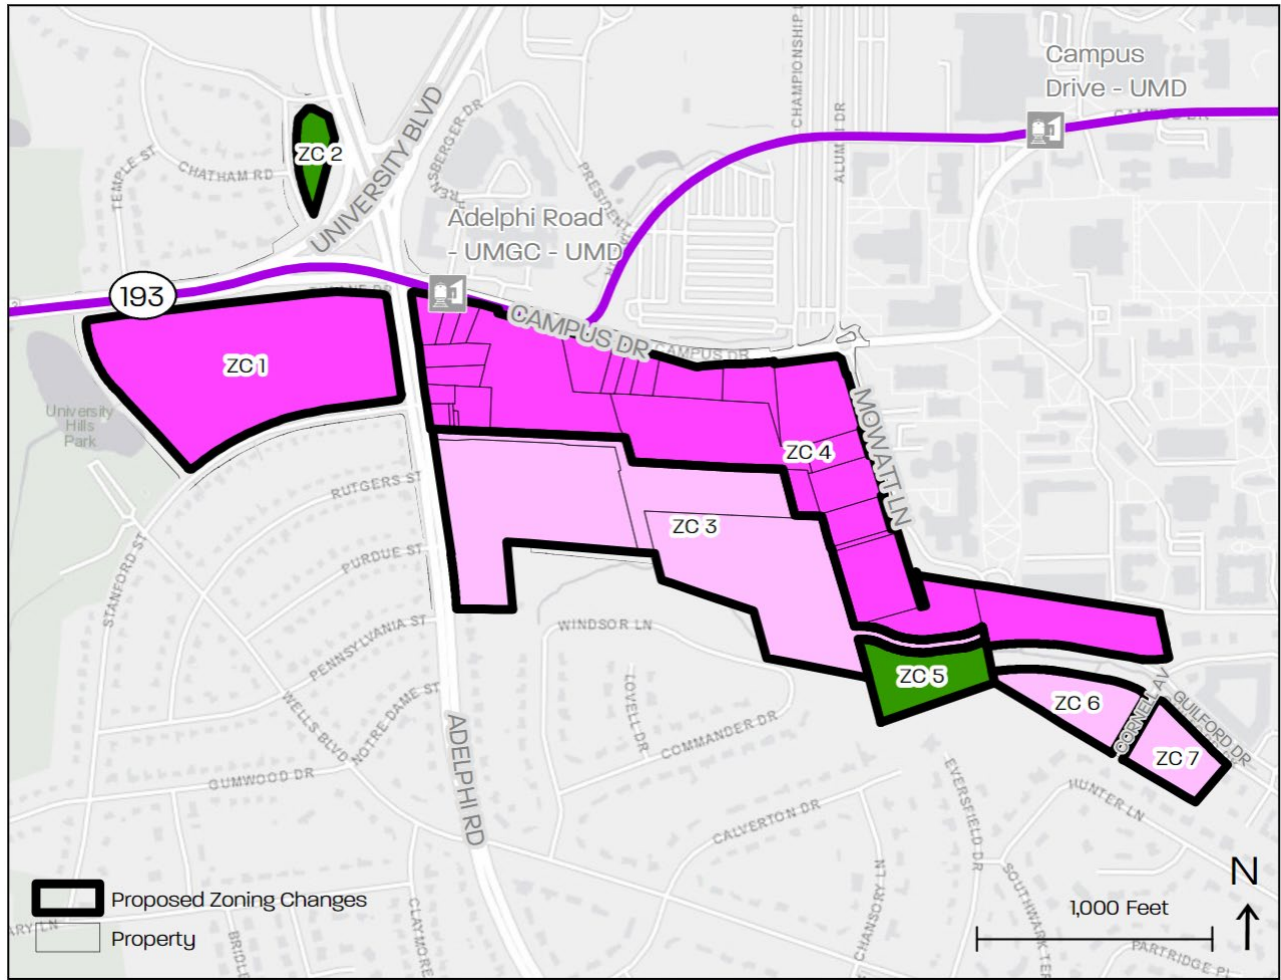 Campus
Drive - UMD
CAMPUS DR
CHAMPIONSHIP
ALUMNI DR
ZC 2
TEMPLE ST
CHATHAM RD
UNIVERSITY BLVD
PRESIDENT
Adelphi Road
- UMGC - UMD
193
CAMPUS DR
CAMPUS DR
ZC 1
University
Hills
Park
MOWATT LN
ZC 4
RUTGERS ST
ZC 3
PURDUE ST
STANFORD ST
PENNSYLVANIA ST
WINDSOR LN
ZC 5
WELLS BLVD
NOTRE DAME ST
LOVELL DR
COMMANDER DR
ZC 6
CORNELL AV
GUILFORD DR
ZC 7
ADELPHI RD
GUMWOOD DR
CALVERTON DR
EVERSFIELD DR
HUNTER LN
CLAYMORE
CHANSORY LN
SOUTHWARK TER
PARTRIDGE PL
ARY LN
BRIDLE
Proposed Zoning Changes
Property
N
1,000 Feet